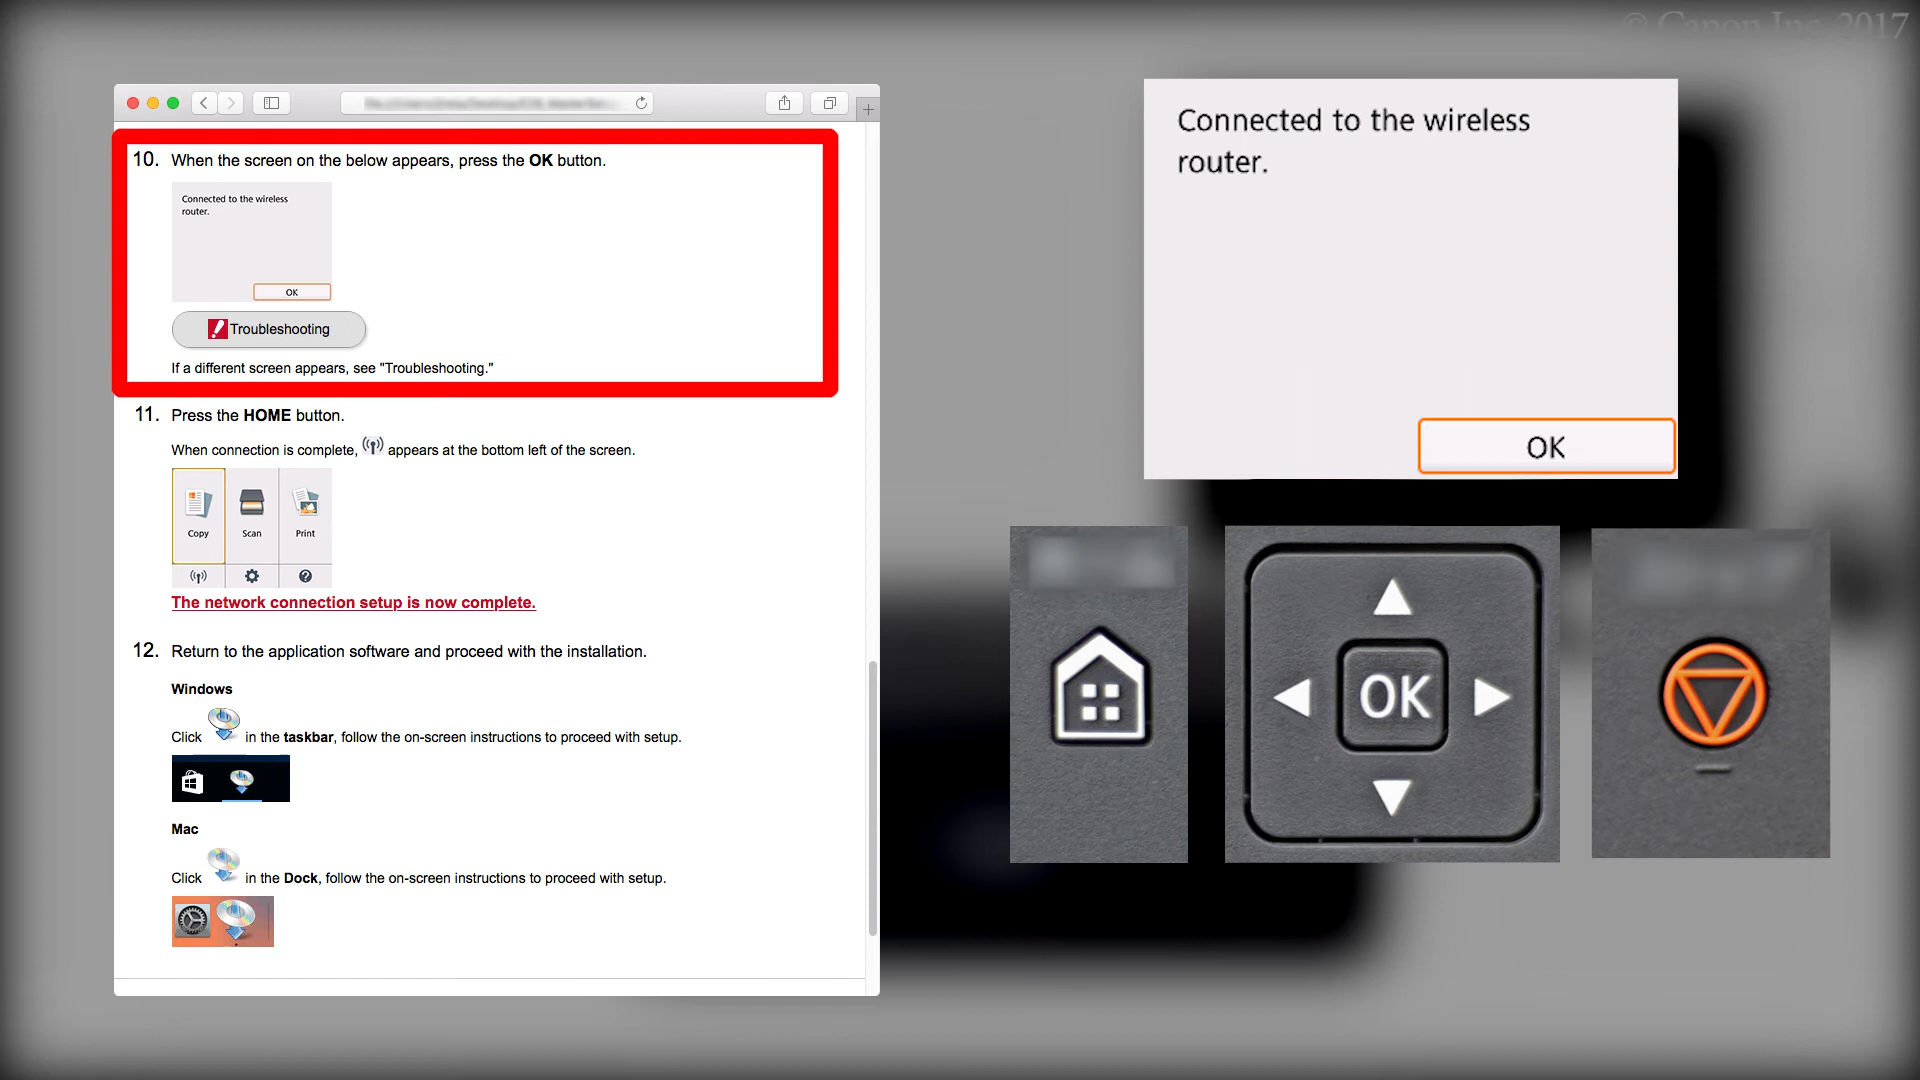 © Canon Inc. 2017
10. When the screen on the below appears, press the OK button.
Connected to the wireless
router.
OK
Troubleshooting
If a different screen appears, see "Troubleshooting."
11. Press the HOME button.
When connection is complete, appears at the bottom left of the screen.
Copy Scan Print
The network connection setup is now complete.
12. Return to the application software and proceed with the installation.
Windows
Click in the taskbar, follow the on-screen instructions to proceed with setup.
Mac
Click in the Dock, follow the on-screen instructions to proceed with setup.
Connected to the wireless
router.
OK
OK